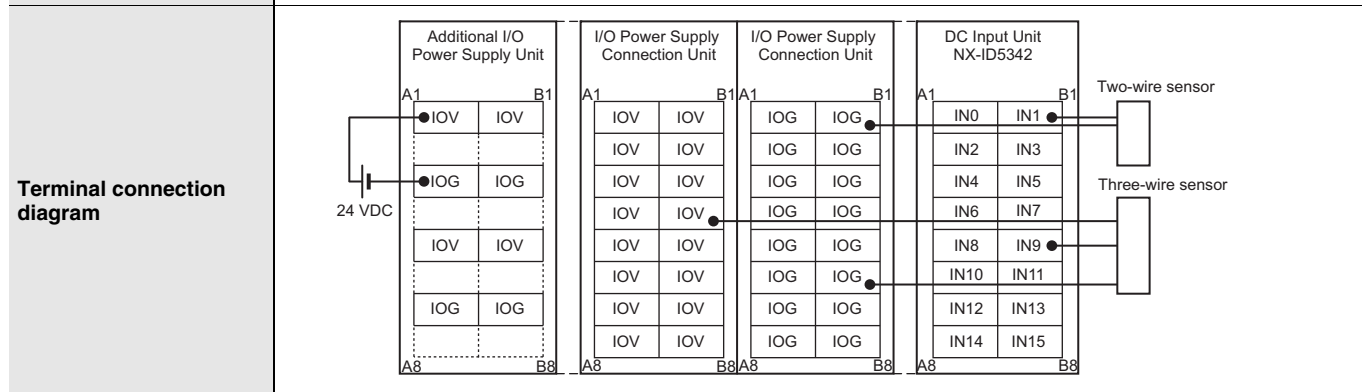 Terminal connection
diagram
Additional I/O
Power Supply Unit
A1
B1
IOV IOV
IOG IOG
IOV IOV
IOG IOG
A8
B8
24 VDC
I/O Power Supply
Connection Unit
A1
B1
IOV IOV
IOV IOV
IOV IOV
IOV IOV
IOV IOV
IOV IOV
IOV IOV
IOV IOV
A8
B8
I/O Power Supply
Connection Unit
A1
B1
IOG IOG
IOG IOG
IOG IOG
IOG IOG
IOG IOG
IOG IOG
IOG IOG
IOG IOG
A8
B8
DC Input Unit
NX-ID5342
A1
B1
IN0 IN1
IN2 IN3
IN4 IN5
IN6 IN7
IN8 IN9
IN10 IN11
IN12 IN13
IN14 IN15
A8
B8
Two-wire sensor
Three-wire sensor